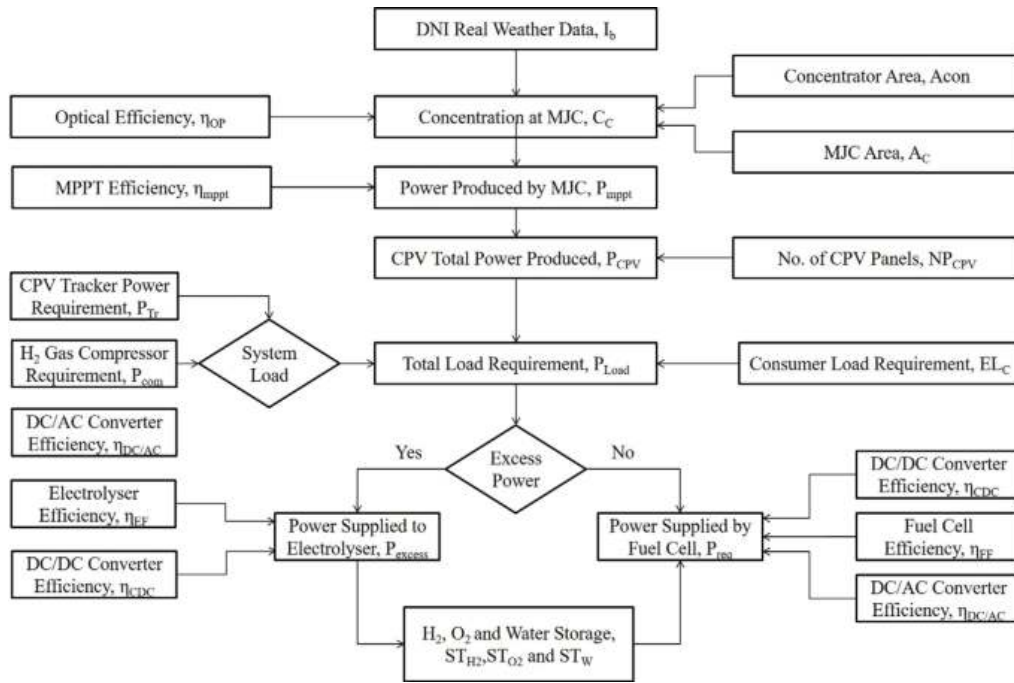 DNI Real Weather Data, I_b
Concentrator Area, Acon
Optical Efficiency, η_OP
Concentration at MJC, C_C
MJC Area, A_C
MPPT Efficiency, η_mppt
Power Produced by MJC, P_mppt
CPV Total Power Produced, P_CPV
No. of CPV Panels, NP_CPV
CPV Tracker Power
Requirement, P_Tr
H_2 Gas Compressor
Requirement, P_com
System
Load
Total Load Requirement, P_Load
Consumer Load Requirement, EL_C
DC/AC Converter
Efficiency, η_DC/AC
Yes
Excess
Power
No
DC/DC Converter
Efficiency, η_CDC
Electrolyser
Efficiency, η_EF
Power Supplied to
Electrolyser, P_excess
Power Supplied by
Fuel Cell, P_req
Fuel Cell
Efficiency, η_FF
DC/DC Converter
Efficiency, η_CDC
DC/AC Converter
Efficiency, η_DC/AC
H_2, O_2 and Water Storage,
ST_H2,ST_O2 and ST_W